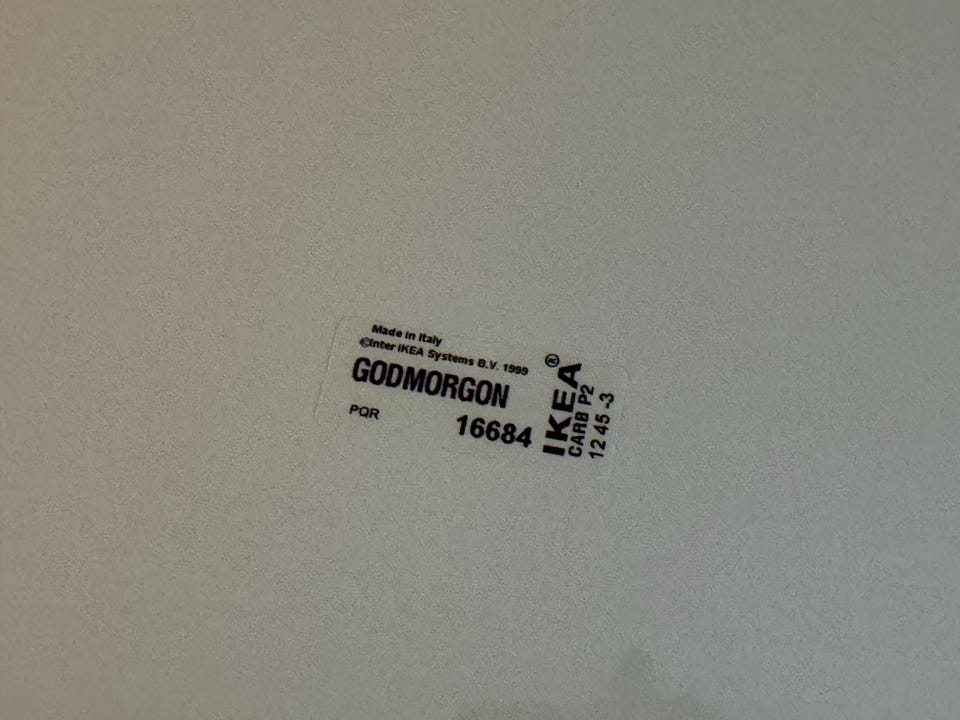 Made in Italy
©Inter IKEA Systems B.V. 1999
GODMORGON
PQR 16684
IKEA®
CARB P2
12 45 -3